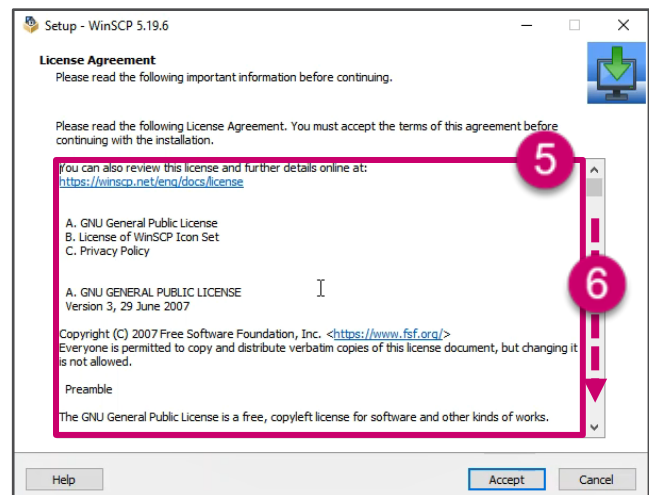 Setup - WinSCP 5.19.6
License Agreement
Please read the following important information before continuing.
Please read the following License Agreement. You must accept the terms of this agreement before
continuing with the installation.
5
You can also review this license and further details online at:
https://winscp.net/eng/docs/license
A. GNU General Public License
B. License of WinSCP Icon Set
C. Privacy Policy
6
A. GNU GENERAL PUBLIC LICENSE
Version 3, 29 June 2007
Copyright (C) 2007 Free Software Foundation, Inc. <https://www.fsf.org/>
Everyone is permitted to copy and distribute verbatim copies of this license document, but changing it
is not allowed.
Preamble
The GNU General Public License is a free, copyleft license for software and other kinds of works.
Help
Accept
Cancel